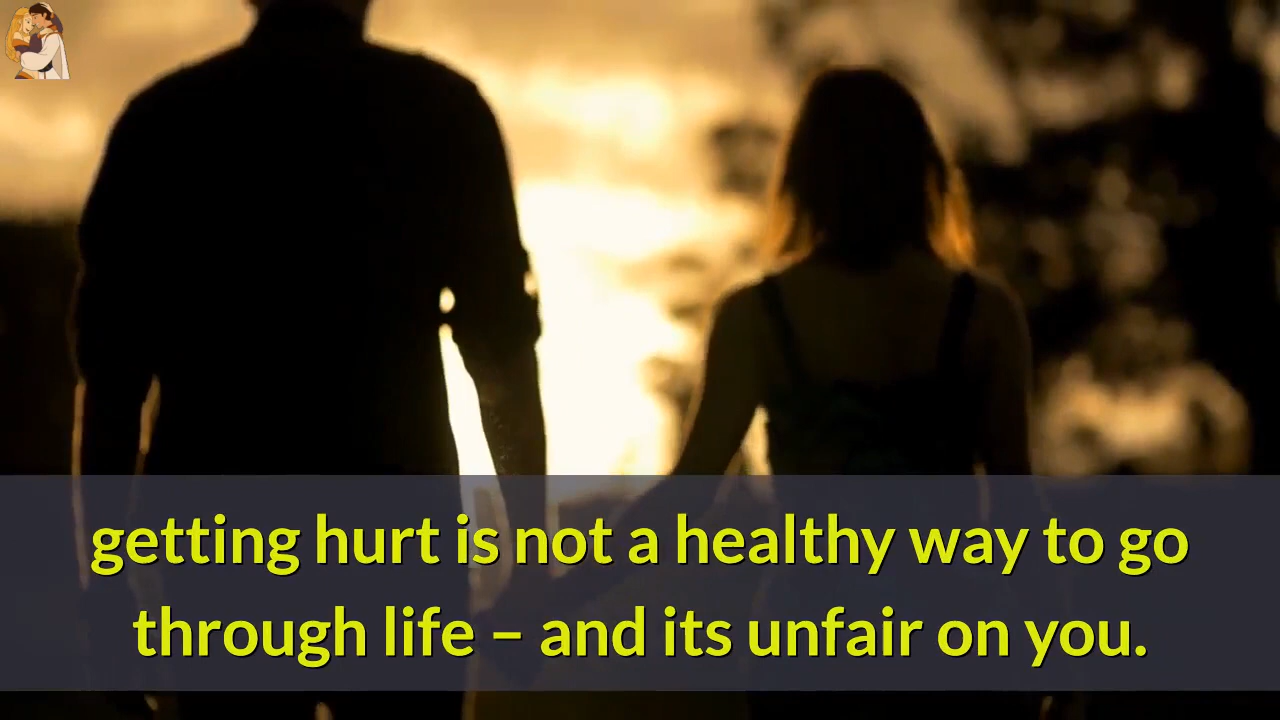 getting hurt is not a healthy way to go
through life – and its unfair on you.